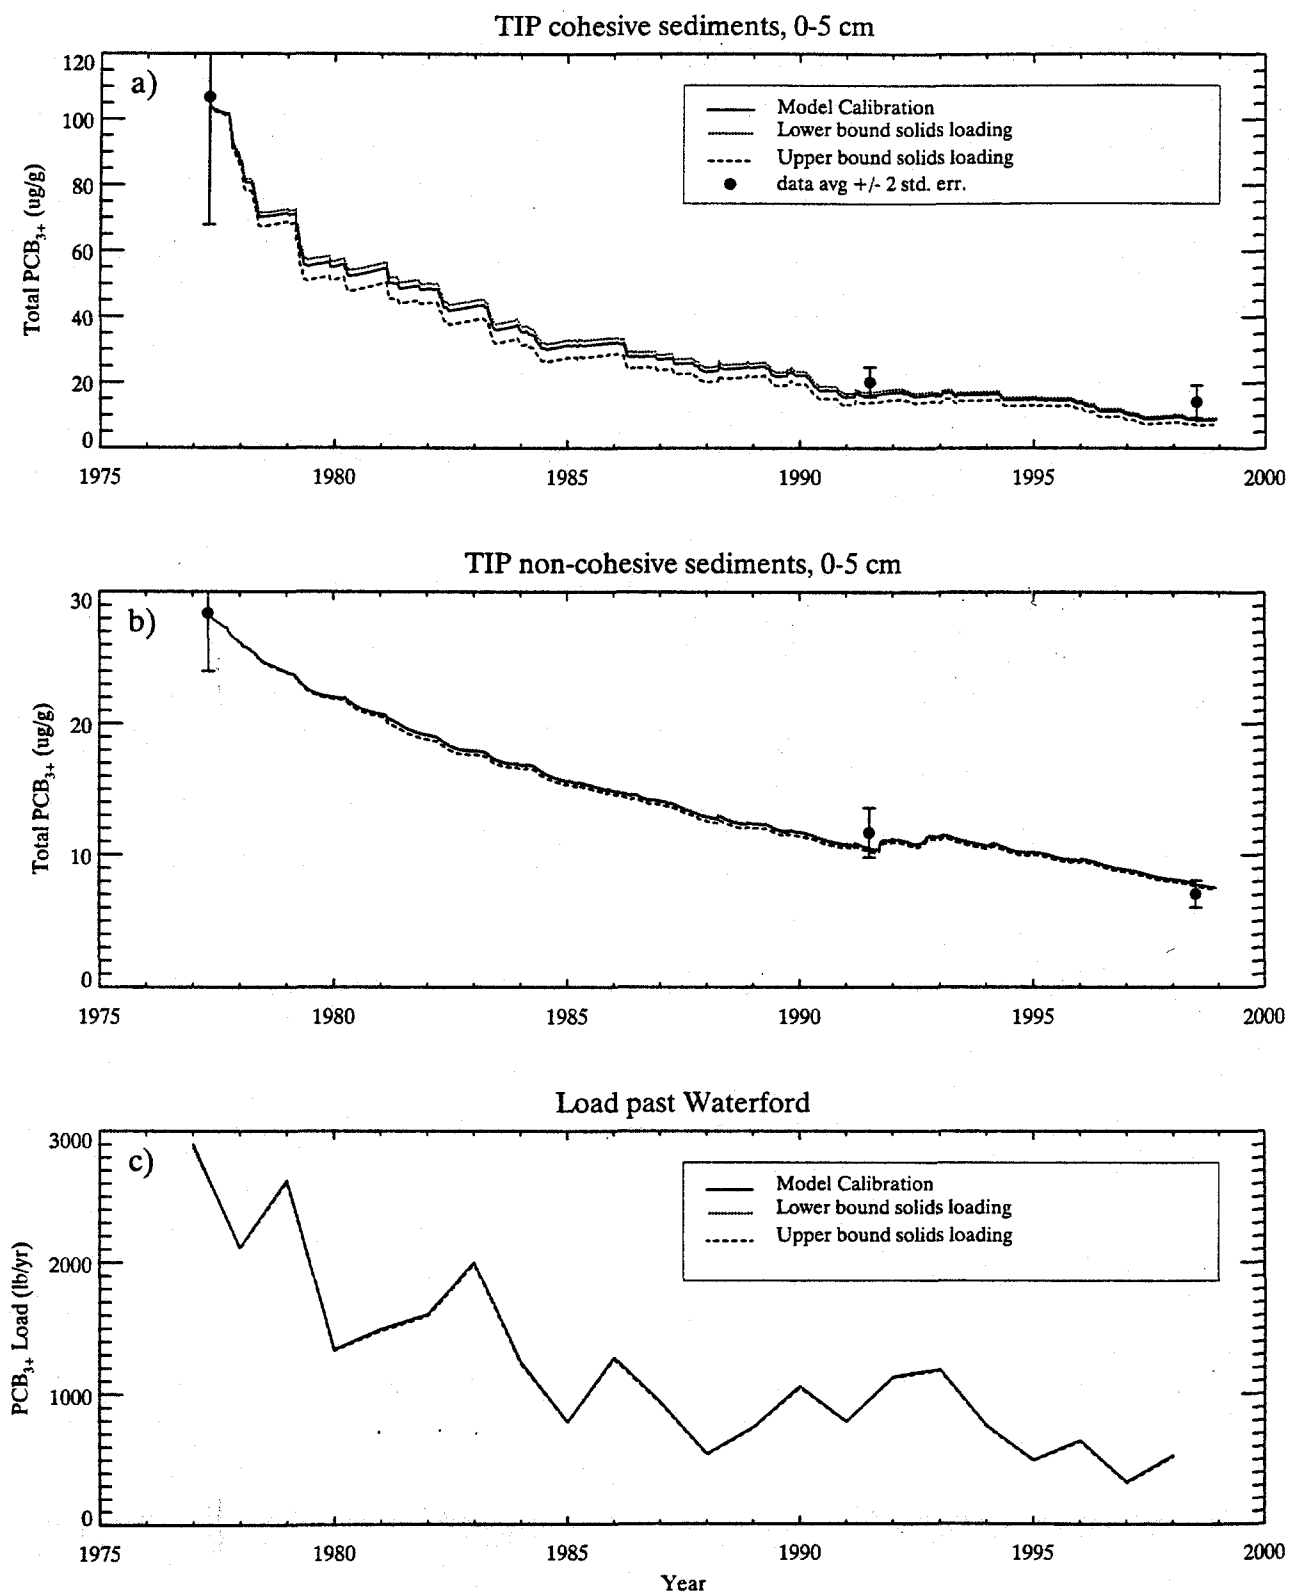 TIP cohesive sediments, 0-5 cm
a)
Total PCB3+ (ug/g)
120
100
80
60
40
20
0
Model Calibration
Lower bound solids loading
Upper bound solids loading
data avg +/- 2 std. err.
1975 1980 1985 1990 1995 2000
TIP non-cohesive sediments, 0-5 cm
b)
Total PCB3+ (ug/g)
30
20
10
0
1975 1980 1985 1990 1995 2000
Load past Waterford
c)
PCB3+ Load (lb/yr)
3000
2000
1000
0
Model Calibration
Lower bound solids loading
Upper bound solids loading
1975 1980 1985 1990 1995 2000
Year